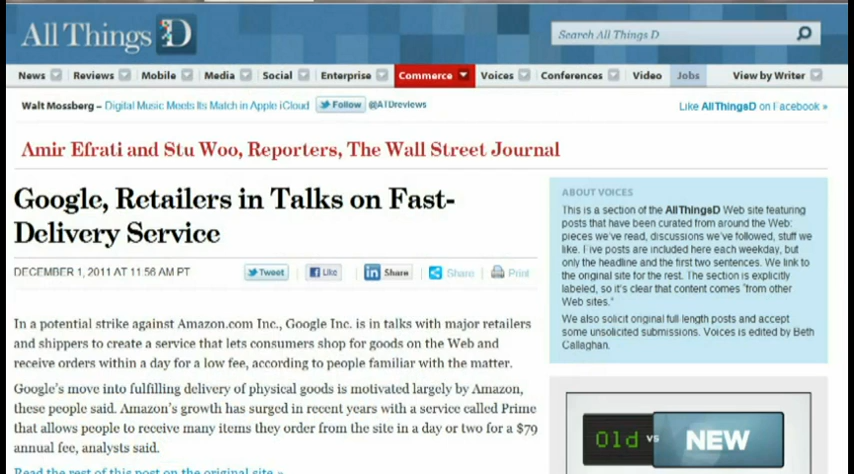 All Things D
Search All Things D
News Reviews Mobile Media Social Enterprise Commerce Voices Conferences Video Jobs View by Writer
Walt Mossberg – Digital Music Meets Its Match in Apple iCloud Follow @ATDreviews Like AllThingsD on Facebook »
Amir Efrati and Stu Woo, Reporters, The Wall Street Journal
Google, Retailers in Talks on Fast-
Delivery Service
DECEMBER 1, 2011 AT 11:56 AM PT
Tweet Like Share Share Print
In a potential strike against Amazon.com Inc., Google Inc. is in talks with major retailers
and shippers to create a service that lets consumers shop for goods on the Web and
receive orders within a day for a low fee, according to people familiar with the matter.
Google's move into fulfilling delivery of physical goods is motivated largely by Amazon,
these people said. Amazon's growth has surged in recent years with a service called Prime
that allows people to receive many items they order from the site in a day or two for a $79
annual fee, analysts said.
Read the rest of this post on the original site »
ABOUT VOICES
This is a section of the AllThingsD Web site featuring
posts that have been curated from around the Web:
pieces we've read, discussions we've followed, stuff we
like. Five posts are included here each weekday, but
only the headline and the first two sentences. We link to
the original site for the rest. The section is explicitly
labeled, so it's clear that content comes "from other
Web sites."
We also solicit original full-length posts and accept
some unsolicited submissions. Voices is edited by Beth
Callaghan.
Old vs NEW